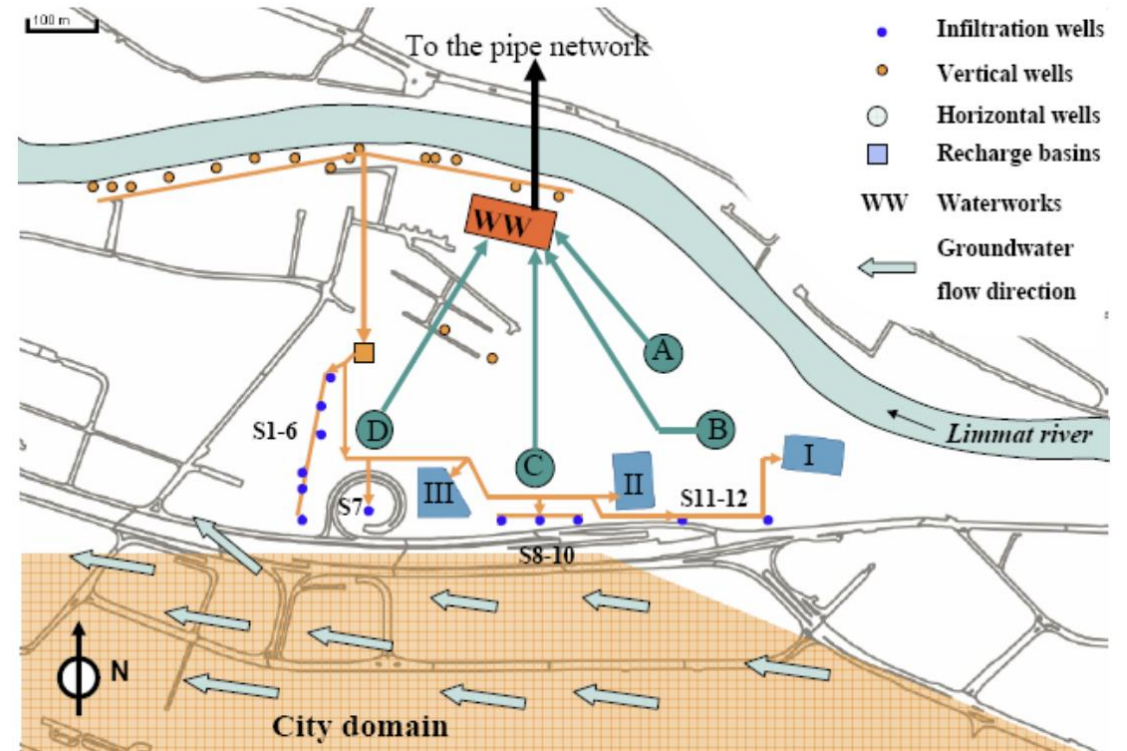 100 m
To the pipe network
Infiltration wells
Vertical wells
Horizontal wells
Recharge basins
WW Waterworks
Groundwater
flow direction
WW
A
B
C
D
Limmat river
I
II
III
S1-6
S7
S11-12
S8-10
N
City domain